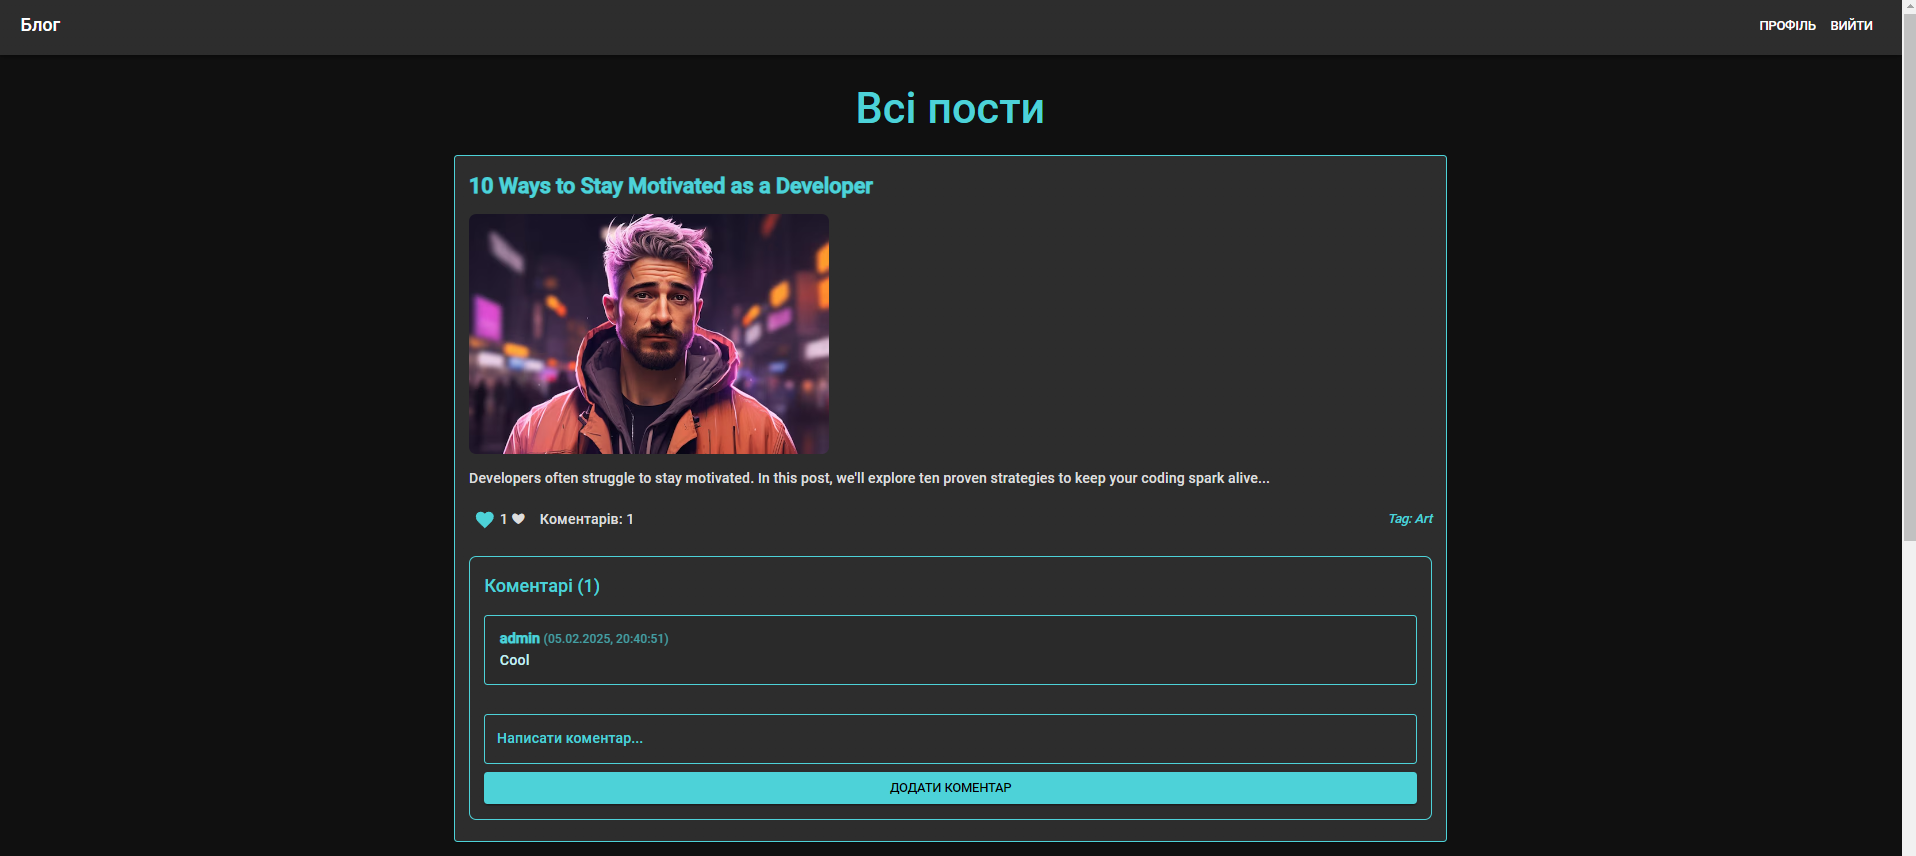 Блог
ПРОФІЛЬ ВИЙТИ
Всі пости
10 Ways to Stay Motivated as a Developer
Developers often struggle to stay motivated. In this post, we'll explore ten proven strategies to keep your coding spark alive...
1 Коментарів: 1
Tag: Art
Коментарі (1)
admin (05.02.2025, 20:40:51)
Cool
Написати коментар...
ДОДАТИ КОМЕНТАР